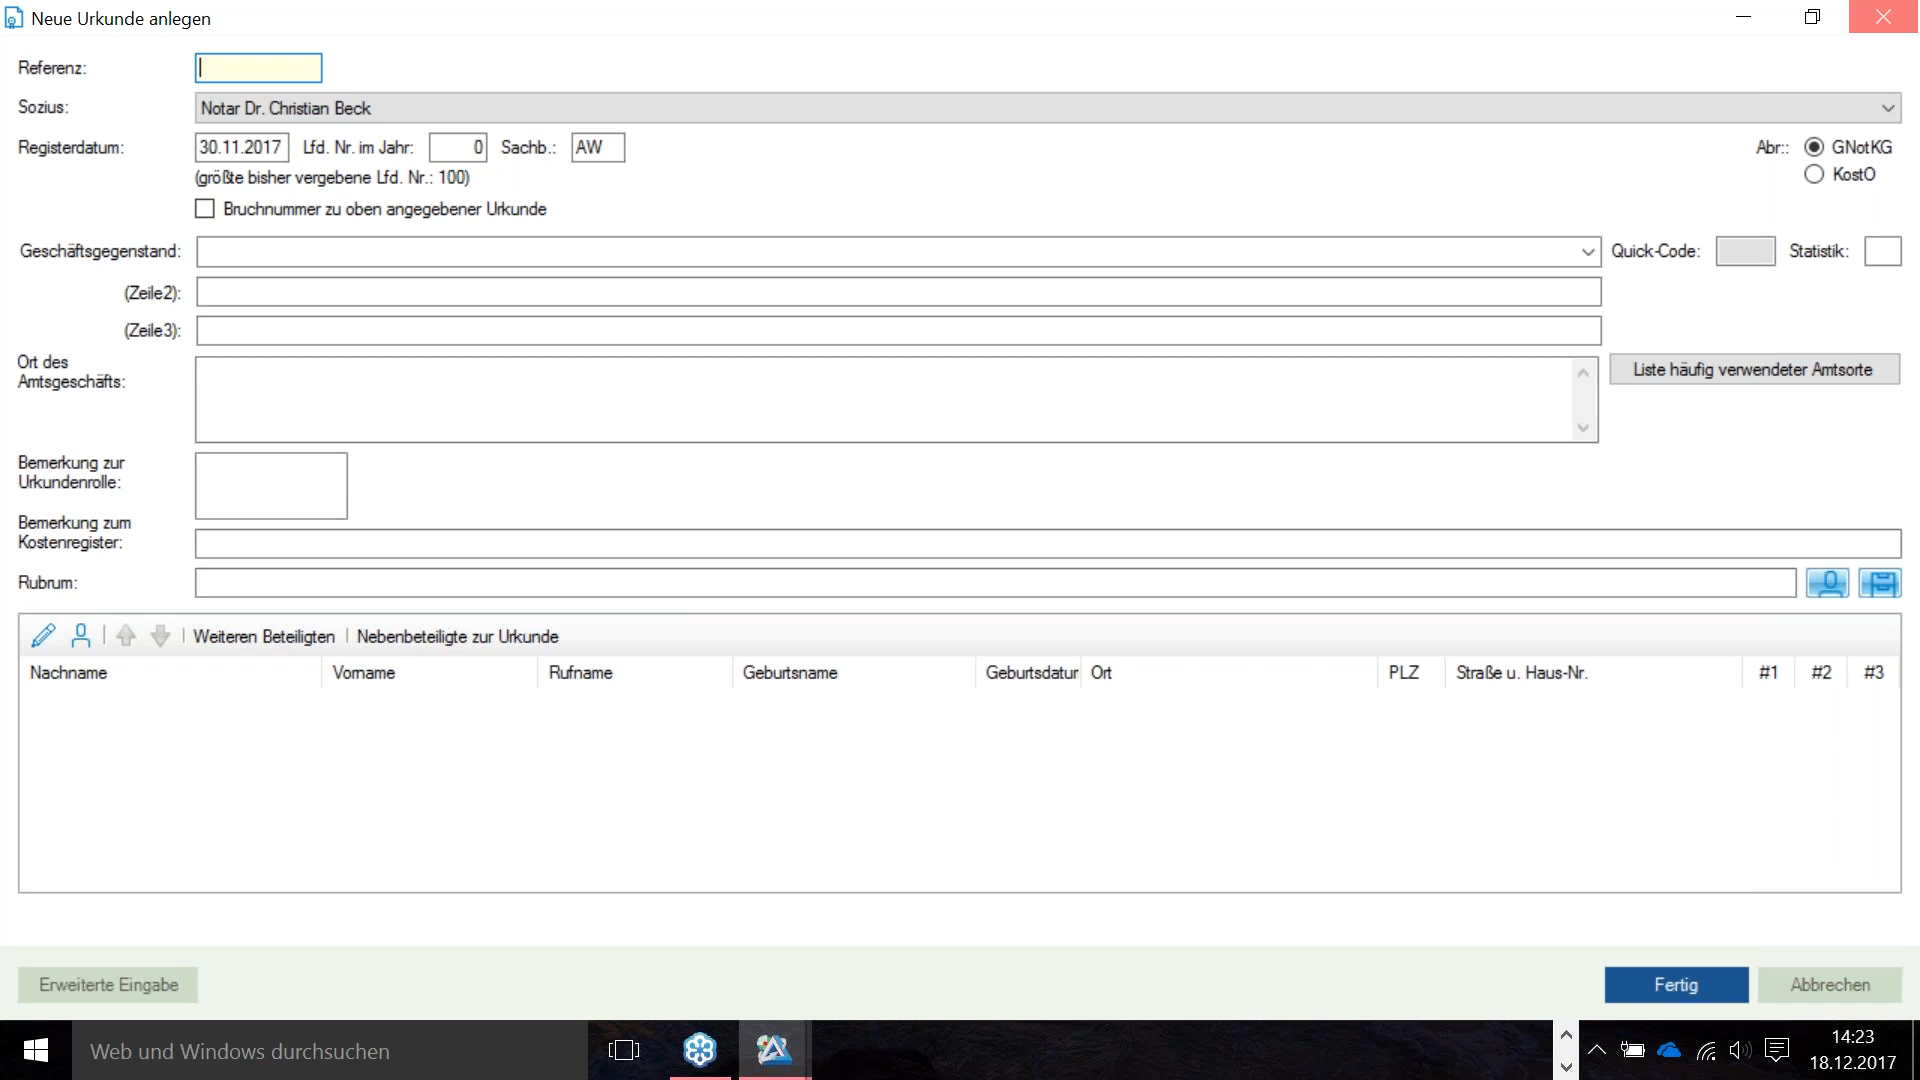 Neue Urkunde anlegen
Referenz:
Sozius: Notar Dr. Christian Beck
Registerdatum: 30.11.2017 Lfd. Nr. im Jahr: 0 Sachb.: AW Abr:: GNotKG
(größte bisher vergebene Lfd. Nr.: 100) KostO
Bruchnummer zu oben angegebener Urkunde
Geschäftsgegenstand: Quick-Code: Statistik:
(Zeile2):
(Zeile3):
Ort des
Amtsgeschäfts: Liste häufig verwendeter Amtsorte
Bemerkung zur
Urkundenrolle:
Bemerkung zum
Kostenregister:
Rubrum:
Weiteren Beteiligten Nebenbeteiligte zur Urkunde
Nachname Vorname Rufname Geburtsname Geburtsdatur Ort PLZ Straße u. Haus-Nr. #1 #2 #3
Erweiterte Eingabe Fertig Abbrechen
Web und Windows durchsuchen 14:23
18.12.2017